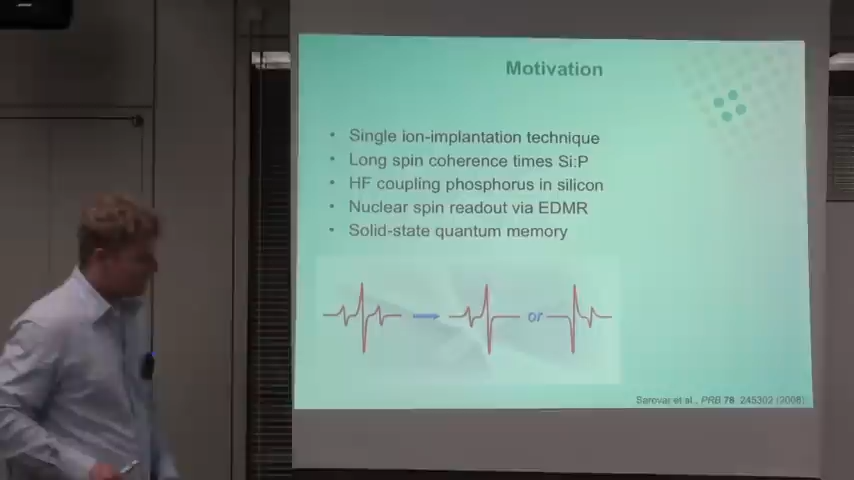 Motivation
• Single ion-implantation technique
• Long spin coherence times Si:P
• HF coupling phosphorus in silicon
• Nuclear spin readout via EDMR
• Solid-state quantum memory
or
Sarovar et al., PRB 78, 245302 (2008)